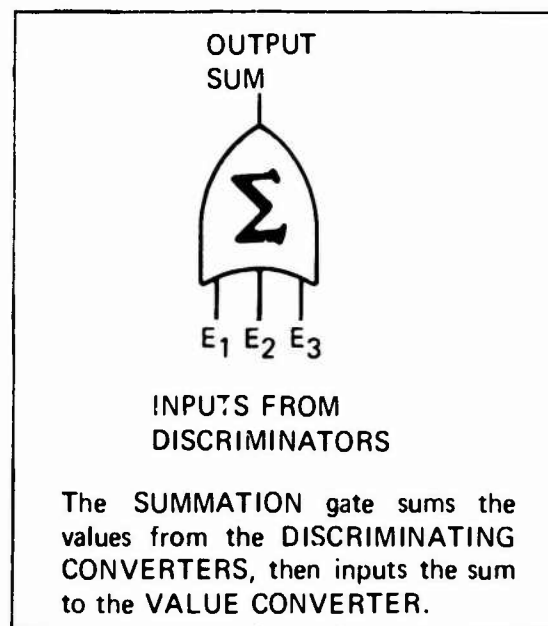 OUTPUT
SUM
Σ
E1 E2 E3
INPUTS FROM
DISCRIMINATORS
The SUMMATION gate sums the
values from the DISCRIMINATING
CONVERTERS, then inputs the sum
to the VALUE CONVERTER.